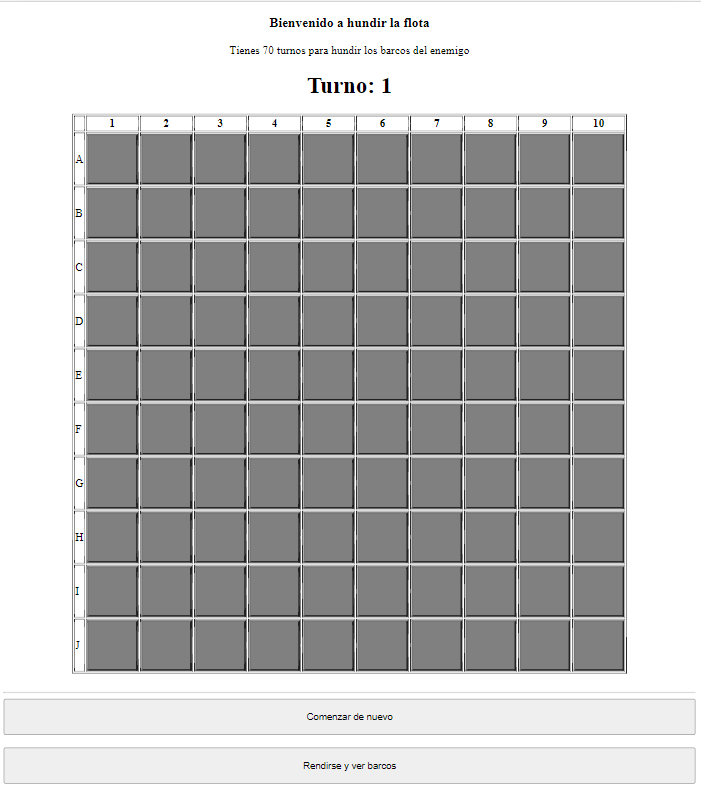 Bienvenido a hundir la flota
Tienes 70 turnos para hundir los barcos del enemigo
Turno: 1
1 2 3 4 5 6 7 8 9 10
A
B
C
D
E
F
G
H
I
J
Comenzar de nuevo
Rendirse y ver barcos